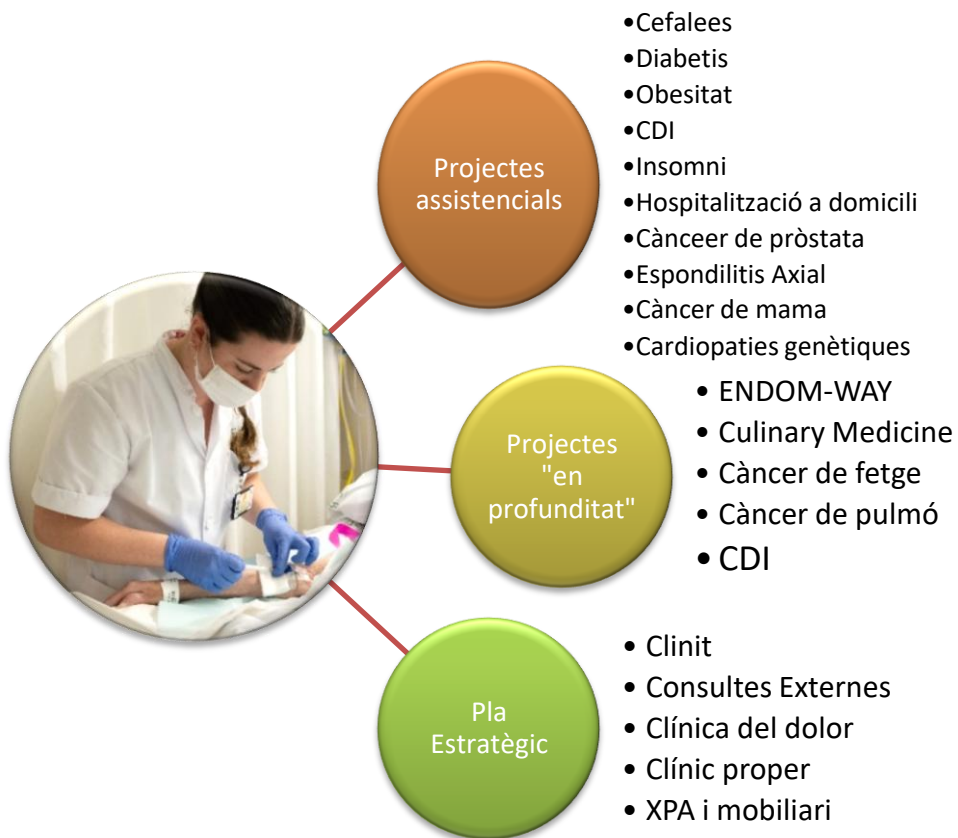 Projectes
assistencials
•Cefalees
•Diabetis
•Obesitat
•CDI
•Insomni
•Hospitalització a domicili
•Cànceer de pròstata
•Espondilitis Axial
•Càncer de mama
•Cardiopaties genètiques
Projectes
"en
profunditat"
• ENDOM-WAY
• Culinary Medicine
• Càncer de fetge
• Càncer de pulmó
• CDI
Pla
Estratègic
• Clinit
• Consultes Externes
• Clínica del dolor
• Clínic proper
• XPA i mobiliari